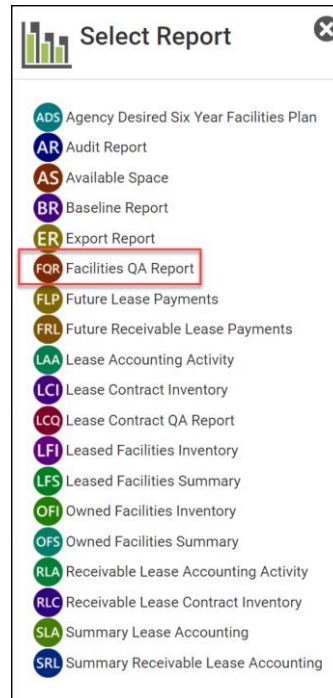 Select Report
ADS Agency Desired Six Year Facilities Plan
AR Audit Report
AS Available Space
BR Baseline Report
ER Export Report
FQR Facilities QA Report
FLP Future Lease Payments
FRL Future Receivable Lease Payments
LAA Lease Accounting Activity
LCI Lease Contract Inventory
LCQ Lease Contract QA Report
LFI Leased Facilities Inventory
LFS Leased Facilities Summary
OFI Owned Facilities Inventory
OFS Owned Facilities Summary
RLA Receivable Lease Accounting Activity
RLC Receivable Lease Contract Inventory
SLA Summary Lease Accounting
SRL Summary Receivable Lease Accounting